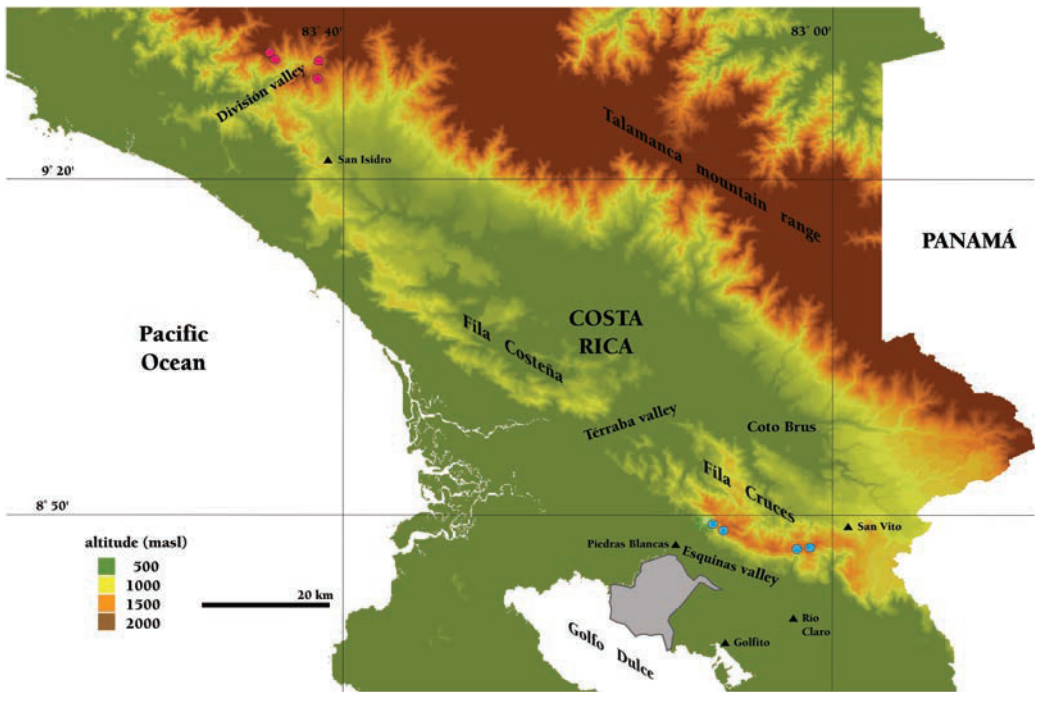 83° 40'
83° 00'
División valley
San Isidro
Talamanca mountain range
9° 20'
PANAMÁ
Pacific
Ocean
COSTA
RICA
Fila Costeña
Térraba valley
Coto Brus
Fila Cruces
8° 50'
San Vito
altitude (masl)
500
1000
1500
2000
20 km
Piedras Blancas
Esquinas valley
Rio
Claro
Golfo Dulce
Golfito